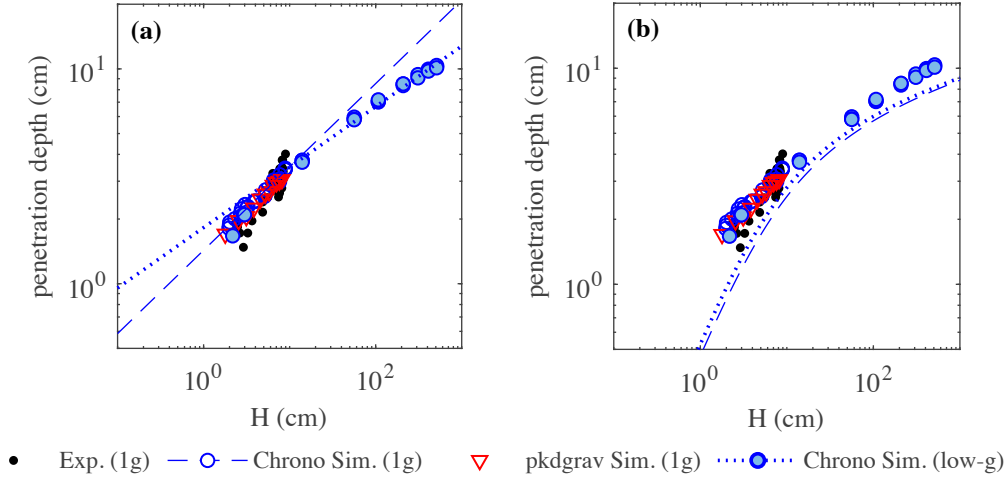 (a)
(b)
10^1
10^0
penetration depth (cm)
10^0
10^2
H (cm)
10^1
10^0
penetration depth (cm)
10^0
10^2
H (cm)
Exp. (1g) Chrono Sim. (1g) pkdgrav Sim. (1g) Chrono Sim. (low-g)